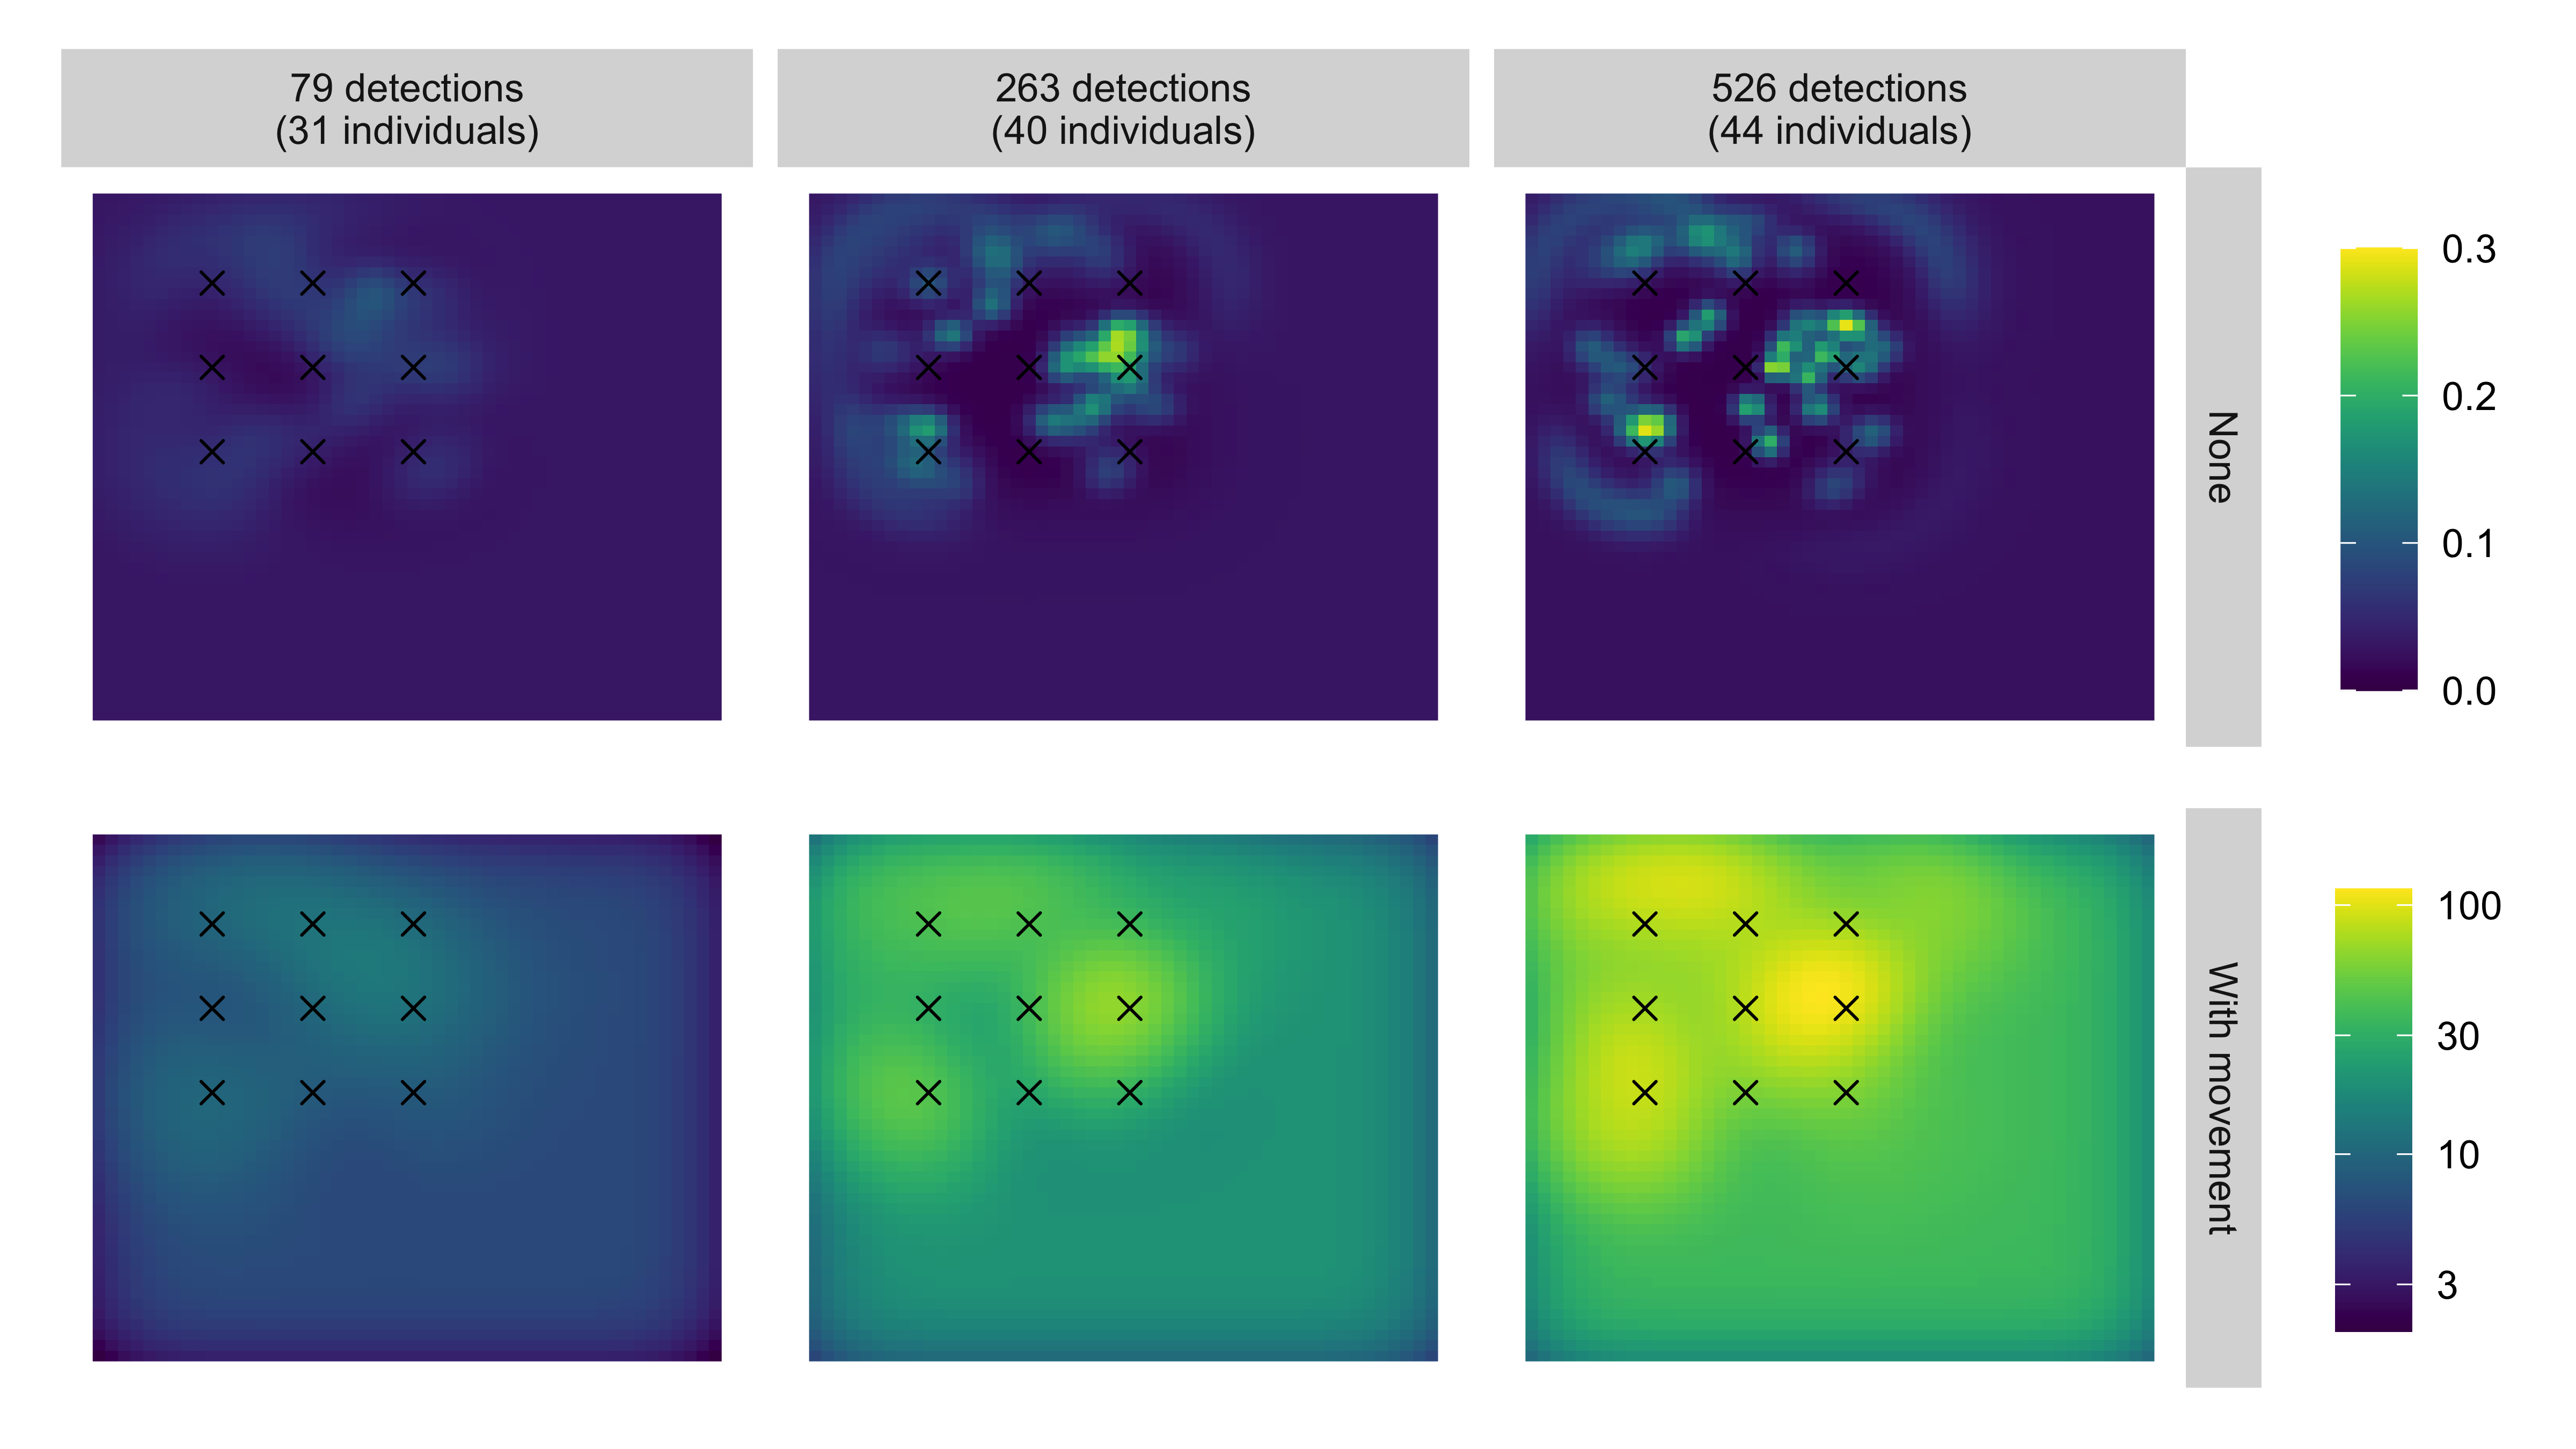 79 detections
(31 individuals)
263 detections
(40 individuals)
526 detections
(44 individuals)
None
0.3
0.2
0.1
0.0
With movement
100
30
10
3